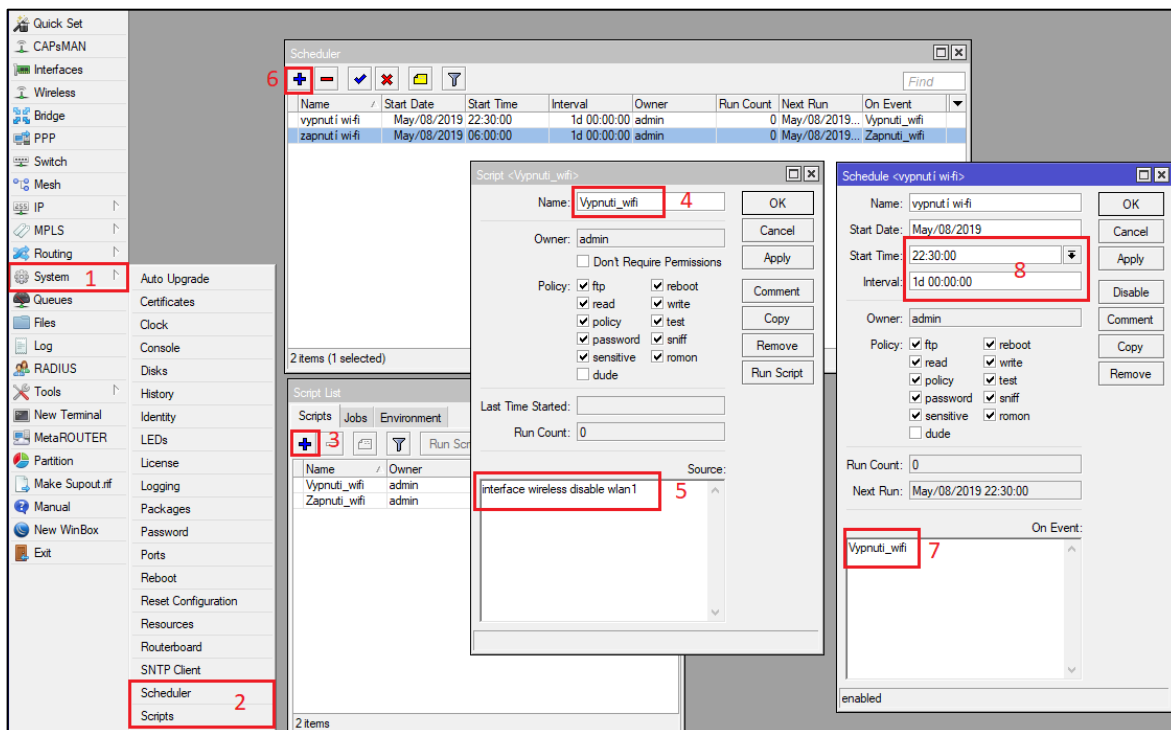 Quick Set
CAPsMAN
Interfaces
Wireless
Bridge
PPP
Switch
Mesh
IP
MPLS
Routing
System 1
Queues
Files
Log
RADIUS
Tools
New Terminal
MetaROUTER
Partition
Make Supout.rif
Manual
New WinBox
Exit
Auto Upgrade
Certificates
Clock
Console
Disks
History
Identity
LEDs
License
Logging
Packages
Password
Ports
Reboot
Reset Configuration
Resources
Routerboard
SNTP Client
Scheduler
2
Scripts
Scheduler
6
Find
Name / Start Date Start Time Interval Owner Run Count Next Run On Event
vypnutí wi-fi May/08/2019 22:30:00 1d 00:00:00 admin 0 May/08/2019... Vypnuti_wifi
zapnutí wi-fi May/08/2019 06:00:00 1d 00:00:00 admin 0 May/08/2019... Zapnuti_wifi
2 items (1 selected)
Script List
Scripts Jobs Environment
3 Run Scr
Name / Owner
Vypnuti_wifi admin
Zapnuti_wifi admin
2 items
Script <Vypnuti_wifi>
Name: Vypnuti_wifi 4
Owner: admin
Don't Require Permissions
Policy: ftp reboot
read write
policy test
password sniff
sensitive romon
dude
Last Time Started:
Run Count: 0
Source:
interface wireless disable wlan1 5
OK
Cancel
Apply
Comment
Copy
Remove
Run Script
Schedule <vypnutí wi-fi>
Name: vypnutí wi-fi
Start Date: May/08/2019
Start Time: 22:30:00
8
Interval: 1d 00:00:00
Owner: admin
Policy: ftp reboot
read write
policy test
password sniff
sensitive romon
dude
Run Count: 0
Next Run: May/08/2019 22:30:00
On Event:
Vypnuti_wifi 7
enabled
OK
Cancel
Apply
Disable
Comment
Copy
Remove